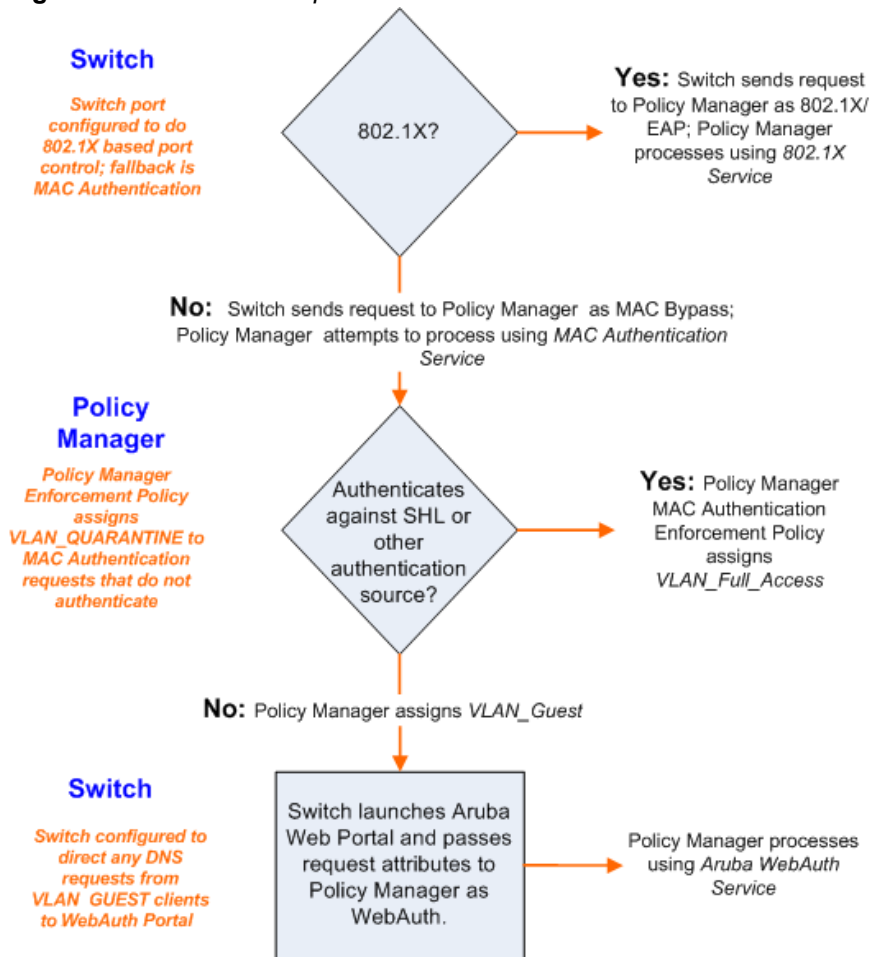 Switch
Switch port
configured to do
802.1X based port
control; fallback is
MAC Authentication
802.1X?
Yes: Switch sends request
to Policy Manager as 802.1X/
EAP; Policy Manager
processes using 802.1X
Service
No: Switch sends request to Policy Manager as MAC Bypass;
Policy Manager attempts to process using MAC Authentication
Service
Policy
Manager
Policy Manager
Enforcement Policy
assigns
VLAN_QUARANTINE to
MAC Authentication
requests that do not
authenticate
Authenticates
against SHL or
other
authentication
source?
Yes: Policy Manager
MAC Authentication
Enforcement Policy
assigns
VLAN_Full_Access
No: Policy Manager assigns VLAN_Guest
Switch
Switch configured to
direct any DNS
requests from
VLAN_GUEST clients
to WebAuth Portal
Switch launches Aruba
Web Portal and passes
request attributes to
Policy Manager as
WebAuth.
Policy Manager processes
using Aruba WebAuth
Service